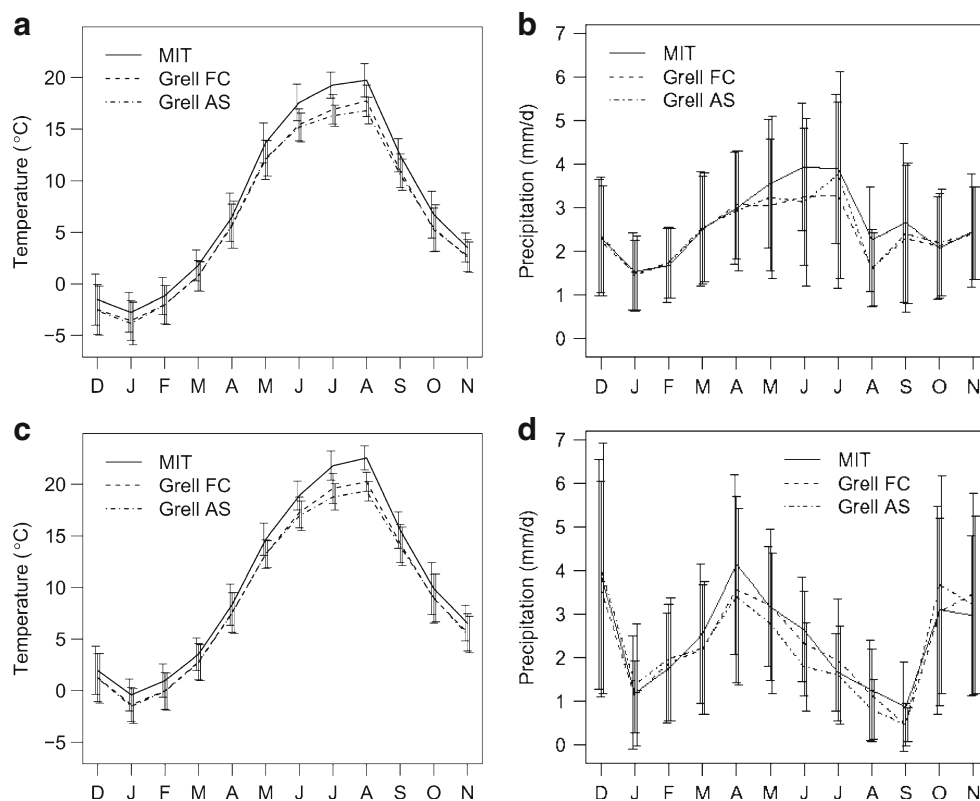 a
MIT
Grell FC
Grell AS
Temperature (°C)
20
15
10
5
0
−5
D J F M A M J J A S O N
b
MIT
Grell FC
Grell AS
Precipitation (mm/d)
7
6
5
4
3
2
1
0
D J F M A M J J A S O N
c
MIT
Grell FC
Grell AS
Temperature (°C)
20
15
10
5
0
−5
D J F M A M J J A S O N
d
MIT
Grell FC
Grell AS
Precipitation (mm/d)
7
6
5
4
3
2
1
0
D J F M A M J J A S O N